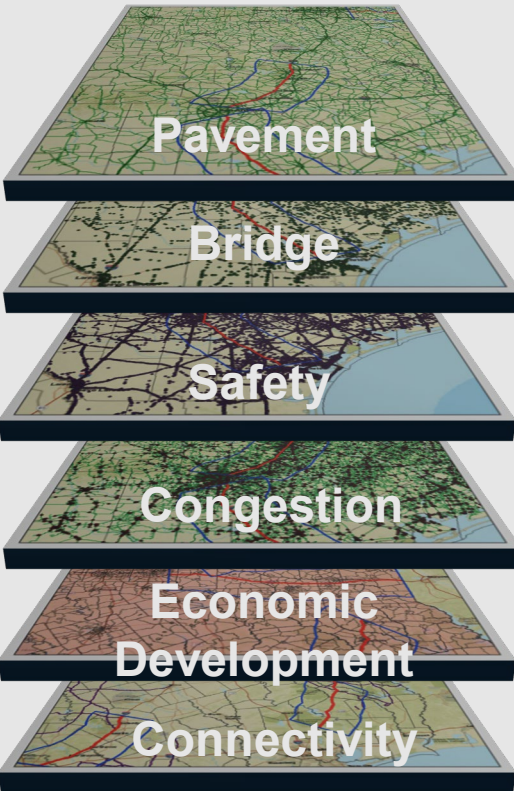 Pavement
Bridge
Safety
Congestion
Economic
Development
Connectivity